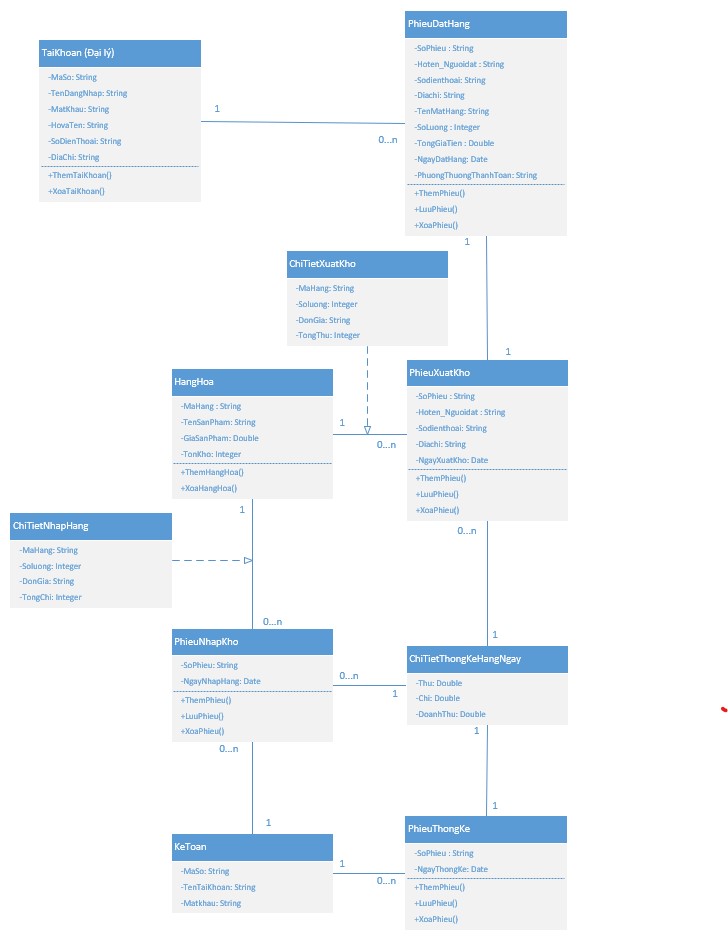 TaiKhoan (Đại lý)
-MaSo: String
-TenDangNhap: String
-MatKhau: String
-HovaTen: String
-SoDienThoai: String
-DiaChi: String
+ThemTaiKhoan()
+XoaTaiKhoan()
1
0...n
PhieuDatHang
-SoPhieu : String
-Hoten_Nguoidat : String
-Sodienthoai: String
-Diachi: String
-TenMatHang: String
-SoLuong : Integer
-TongGiaTien : Double
-NgayDatHang: Date
-PhuongThuongThanhToan: String
+ThemPhieu()
+LuuPhieu()
+XoaPhieu()
1
1
ChiTietXuatKho
-MaHang: String
-Soluong: Integer
-DonGia: String
-TongThu: Integer
HangHoa
-MaHang : String
-TenSanPham: String
-GiaSanPham: Double
-TonKho: Integer
+ThemHangHoa()
+XoaHangHoa()
1
0...n
PhieuXuatKho
-SoPhieu : String
-Hoten_Nguoidat : String
-Sodienthoai: String
-Diachi: String
-NgayXuatKho: Date
+ThemPhieu()
+LuuPhieu()
+XoaPhieu()
1
0...n
ChiTietNhapHang
-MaHang: String
-Soluong: Integer
-DonGia: String
-TongChi: Integer
0...n
1
PhieuNhapKho
-SoPhieu: String
-NgayNhapHang: Date
+ThemPhieu()
+LuuPhieu()
+XoaPhieu()
0...n
1
ChiTietThongKeHangNgay
-Thu: Double
-Chi: Double
-DoanhThu: Double
0...n
1
1
1
KeToan
-MaSo: String
-TenTaiKhoan: String
-Matkhau: String
1
0...n
PhieuThongKe
-SoPhieu : String
-NgayThongKe: Date
+ThemPhieu()
+LuuPhieu()
+XoaPhieu()